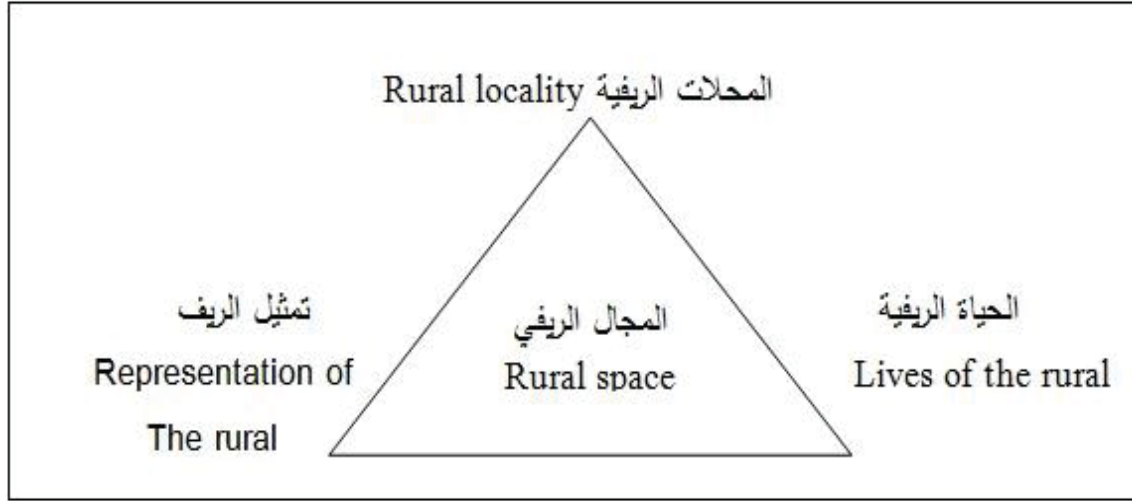 Rural locality المحلات الريفية
تمثيل الريف
Representation of
The rural
المجال الريفي
Rural space
الحياة الريفية
Lives of the rural